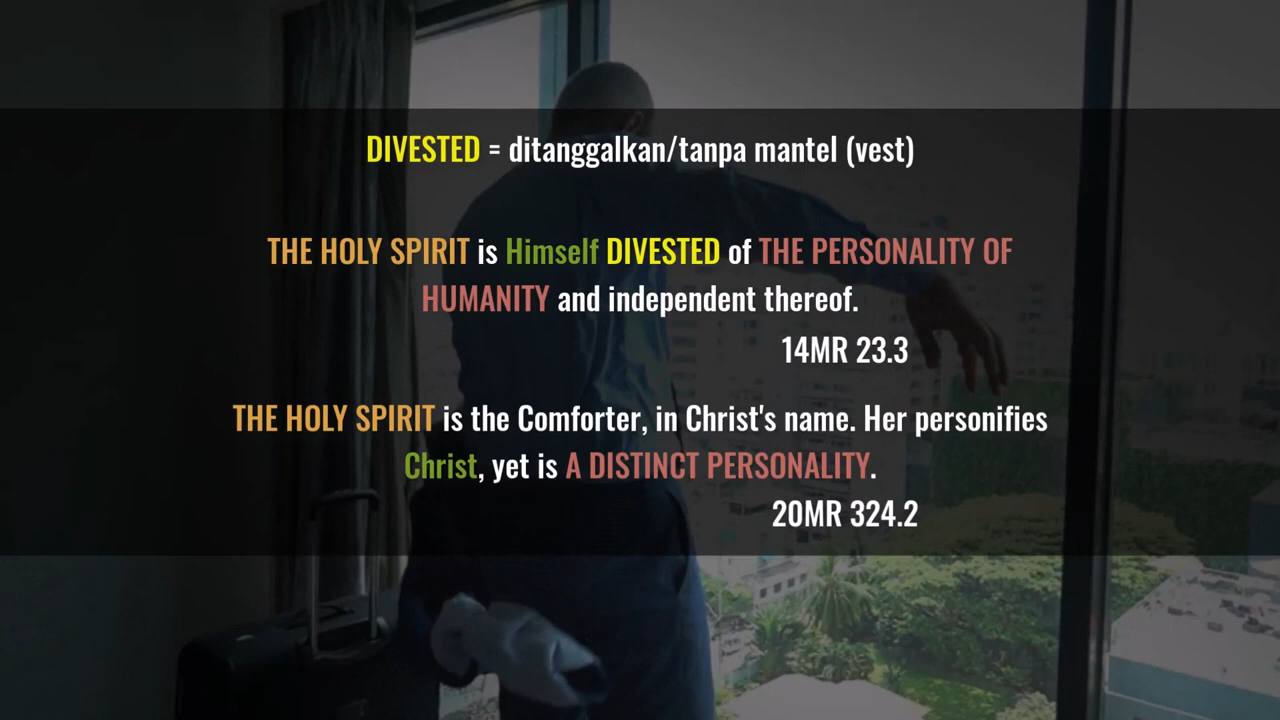 DIVESTED = ditanggalkan/tanpa mantel (vest)
THE HOLY SPIRIT is Himself DIVESTED of THE PERSONALITY OF
HUMANITY and independent thereof.
14MR 23.3
THE HOLY SPIRIT is the Comforter, in Christ's name. Her personifies
Christ, yet is A DISTINCT PERSONALITY.
20MR 324.2